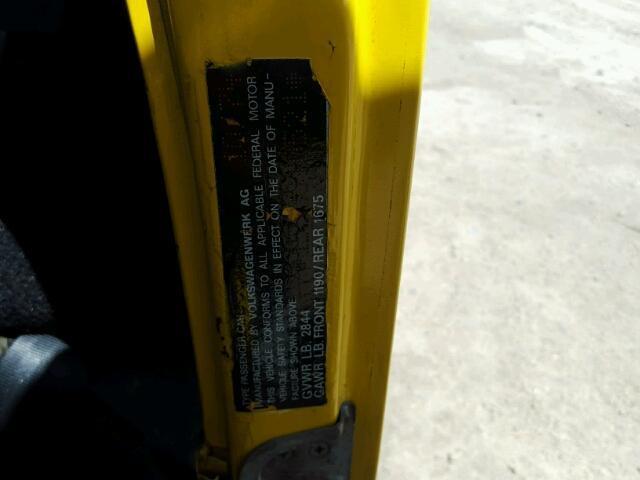 TYPE PASSENGER CAR
MANUFACTURED BY VOLKSWAGENWERK AG
THIS VEHICLE CONFORMS TO ALL APPLICABLE FEDERAL MOTOR
VEHICLE SAFETY STANDARDS IN EFFECT ON THE DATE OF MANU-
FACTURE SHOWN ABOVE
GVWR LB. 2844
GAWR LB. FRONT 1190/REAR 1675